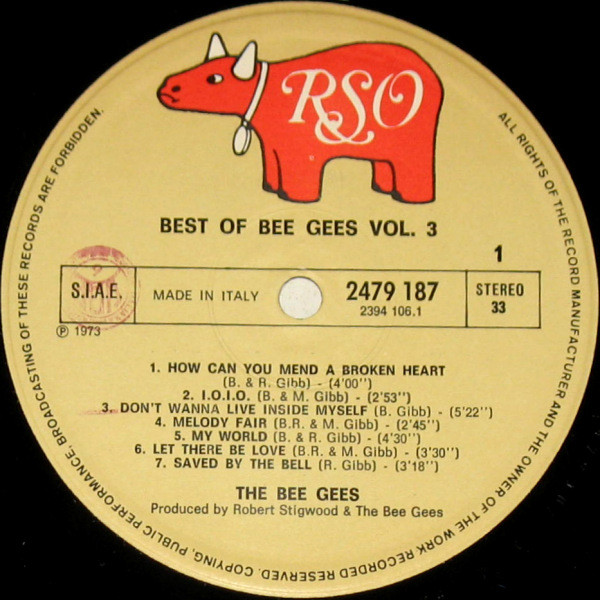 RSO
BEST OF BEE GEES VOL. 3
1
S.I.A.E.
MADE IN ITALY
2479 187
2394 106.1
STEREO
33
℗ 1973
1. HOW CAN YOU MEND A BROKEN HEART
(B. & R. Gibb) - (4'00")
2. I.O.I.O. (B. & M. Gibb) - (2'53")
3. DON'T WANNA LIVE INSIDE MYSELF (B. Gibb) - (5'22")
4. MELODY FAIR (B.R. & M. Gibb) - (2'45")
5. MY WORLD (B. & R. Gibb) - (4'30")
6. LET THERE BE LOVE (B.R. & M. Gibb) - (3'30")
7. SAVED BY THE BELL (R. Gibb) - (3'18")
THE BEE GEES
Produced by Robert Stigwood & The Bee Gees
ALL RIGHTS OF THE RECORD MANUFACTURER AND THE OWNER OF THE WORK RECORDED RESERVED. COPYING, PUBLIC PERFORMANCE, BROADCASTING OF THESE RECORDS ARE FORBIDDEN.